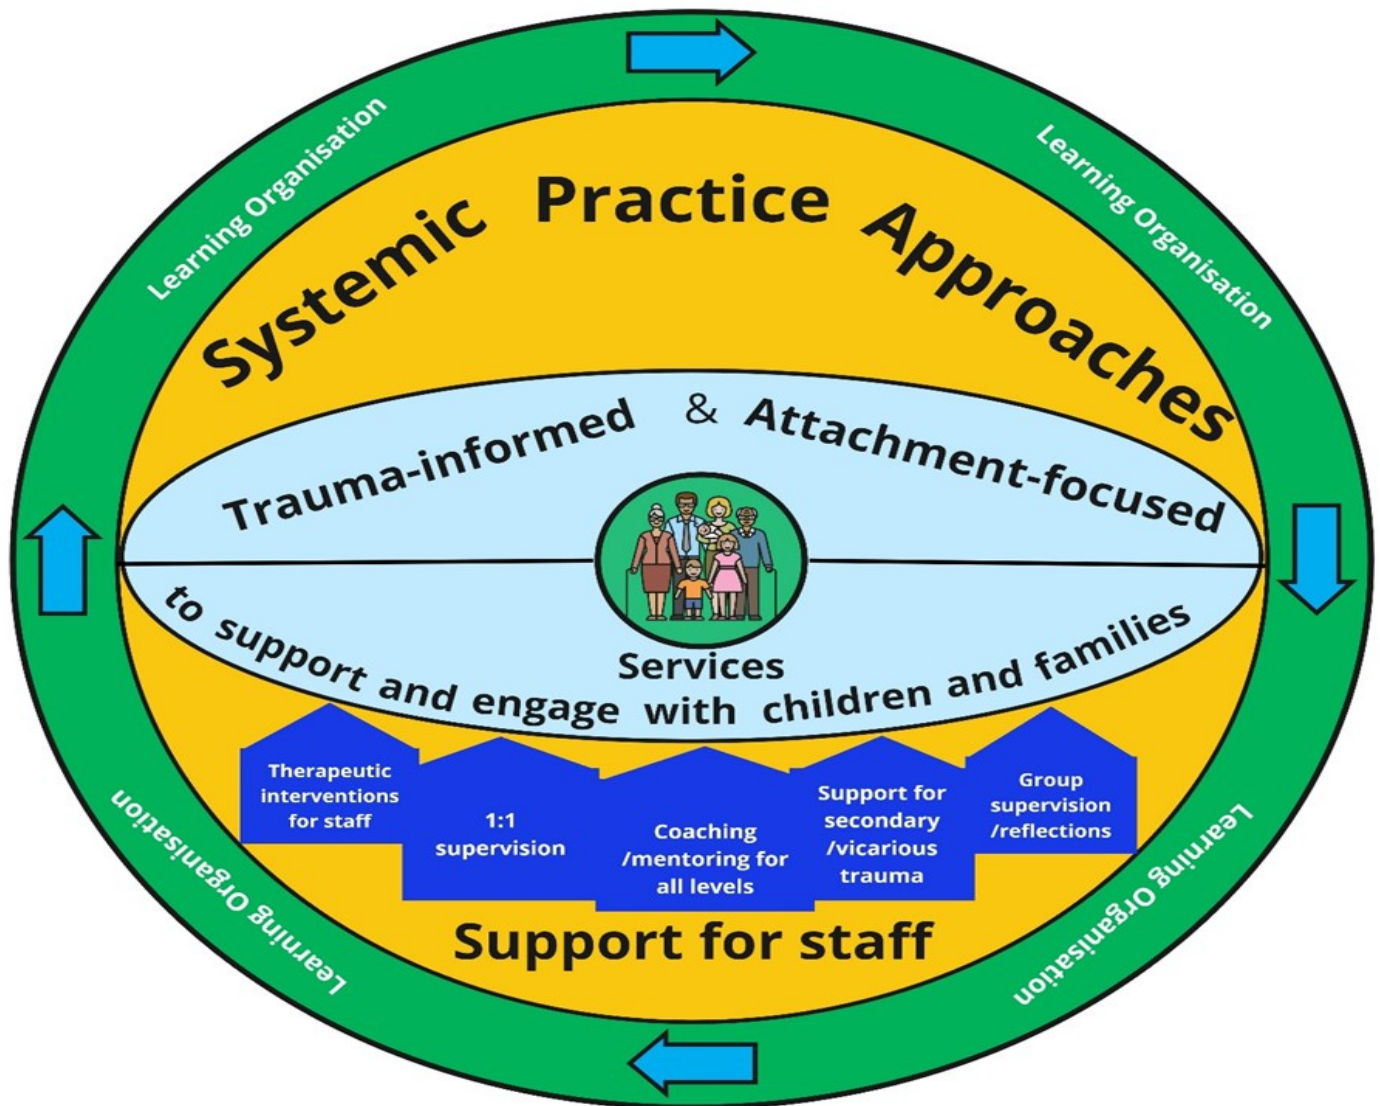 Learning Organisation
Learning Organisation
Systemic Practice Approaches
Trauma-informed & Attachment-focused
Services
to support and engage with children and families
Therapeutic
interventions
for staff
1:1
supervision
Coaching
/mentoring for
all levels
Support for
secondary
/vicarious
trauma
Group
supervision
/reflections
Support for staff
Learning Organisation
Learning Organisation